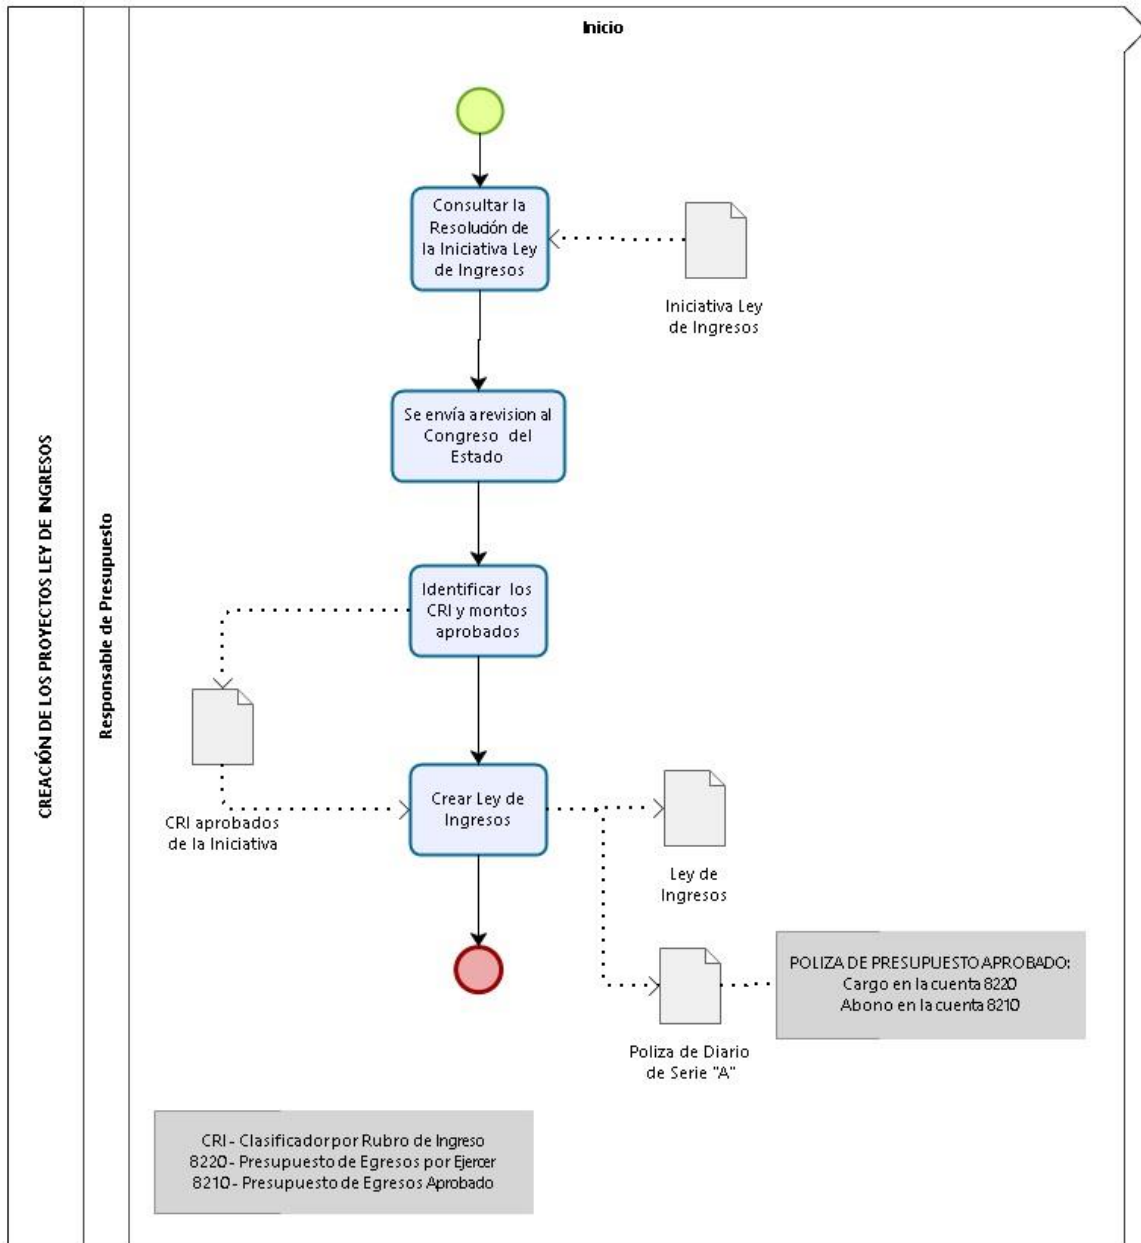 Inicio
CREACIÓN DE LOS PROYECTOS LEY DE INGRESOS
Responsable de Presupuesto
Consultar la
Resolución de
la Iniciativa Ley
de Ingresos
Iniciativa Ley
de Ingresos
Se envía a revision al
Congreso del
Estado
Identificar los
CRI y montos
aprobados
CRI aprobados
de la Iniciativa
Crear Ley de
Ingresos
Ley de
Ingresos
POLIZA DE PRESUPUESTO APROBADO:
Cargo en la cuenta 8220
Abono en la cuenta 8210
Poliza de Diario
de Serie "A"
CRI - Clasificador por Rubro de Ingreso
8220 - Presupuesto de Egresos por Ejercer
8210 - Presupuesto de Egresos Aprobado